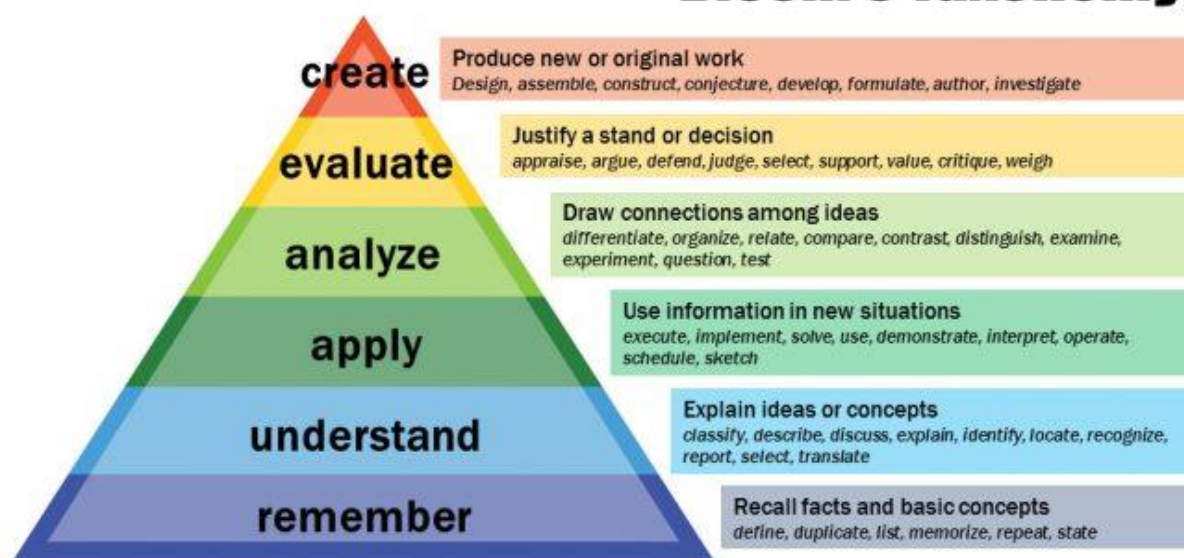 create
Produce new or original work
Design, assemble, construct, conjecture, develop, formulate, author, investigate
evaluate
Justify a stand or decision
appraise, argue, defend, judge, select, support, value, critique, weigh
analyze
Draw connections among ideas
differentiate, organize, relate, compare, contrast, distinguish, examine,
experiment, question, test
apply
Use information in new situations
execute, implement, solve, use, demonstrate, interpret, operate,
schedule, sketch
understand
Explain ideas or concepts
classify, describe, discuss, explain, identify, locate, recognize,
report, select, translate
remember
Recall facts and basic concepts
define, duplicate, list, memorize, repeat, state